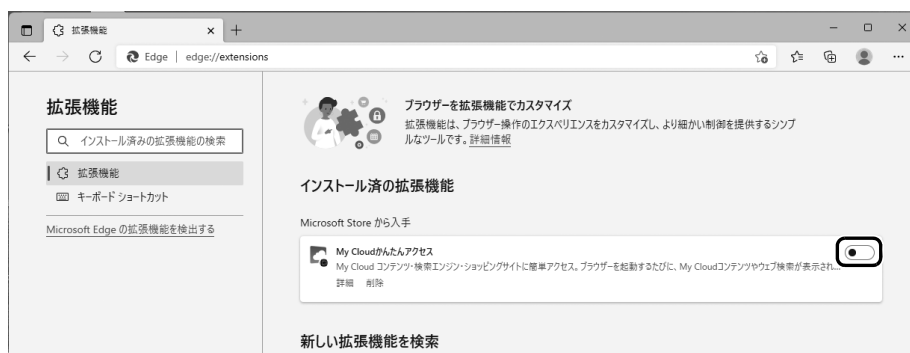 拡張機能
Edge | edge://extensions
拡張機能
インストール済みの拡張機能の検索
拡張機能
キーボード ショートカット
Microsoft Edge の拡張機能を検出する
ブラウザーを拡張機能でカスタマイズ
拡張機能は、ブラウザー操作のエクスペリエンスをカスタマイズし、より細かい制御を提供するシンプ
ルなツールです。詳細情報
インストール済の拡張機能
Microsoft Store から入手
My Cloudかんたんアクセス
My Cloud コンテンツ・検索エンジン・ショッピングサイトに簡単アクセス。ブラウザーを起動するたびに、My Cloudコンテンツやウェブ検索が表示され...
詳細 削除
新しい拡張機能を検索